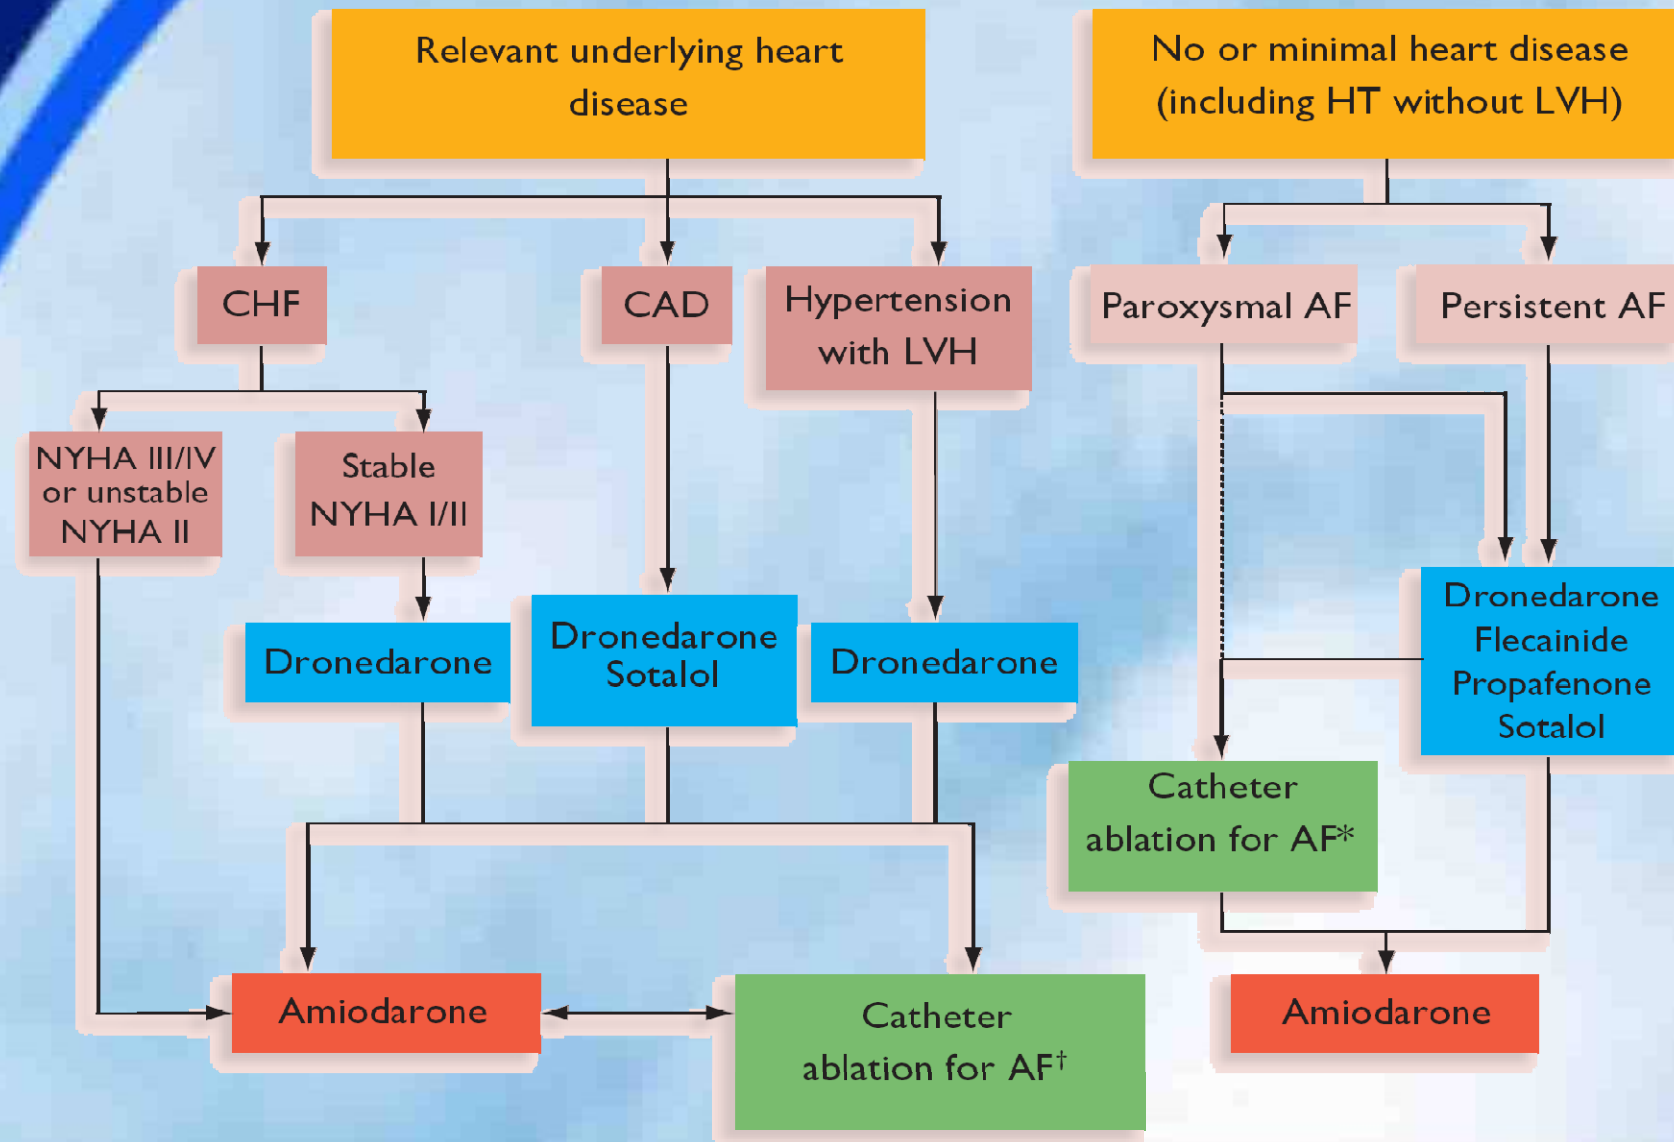 Relevant underlying heart
disease
No or minimal heart disease
(including HT without LVH)
CHF
CAD
Hypertension
with LVH
Paroxysmal AF
Persistent AF
NYHA III/IV
or unstable
NYHA II
Stable
NYHA I/II
Dronedarone
Dronedarone
Sotalol
Dronedarone
Dronedarone
Flecainide
Propafenone
Sotalol
Catheter
ablation for AF*
Amiodarone
Catheter
ablation for AF†
Amiodarone